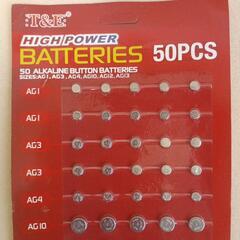 T&E
HIGH POWER
BATTERIES 50PCS
50 ALKALINE BUTTON BATTERIES
SIZES:AG1, AG3, AG4, AG10, AG12, AG13
AG1
AG1
AG3
AG3
AG4
AG10